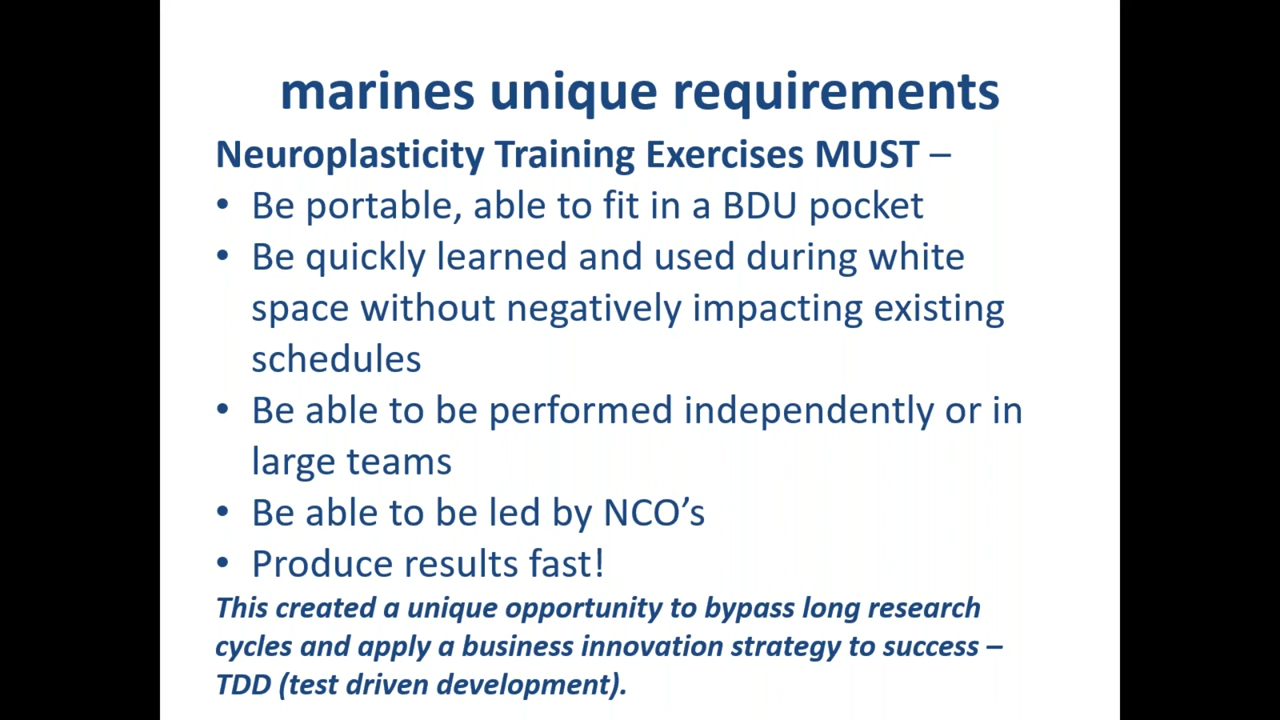 marines unique requirements
Neuroplasticity Training Exercises MUST –
• Be portable, able to fit in a BDU pocket
• Be quickly learned and used during white
space without negatively impacting existing
schedules
• Be able to be performed independently or in
large teams
• Be able to be led by NCO’s
• Produce results fast!
This created a unique opportunity to bypass long research
cycles and apply a business innovation strategy to success –
TDD (test driven development).